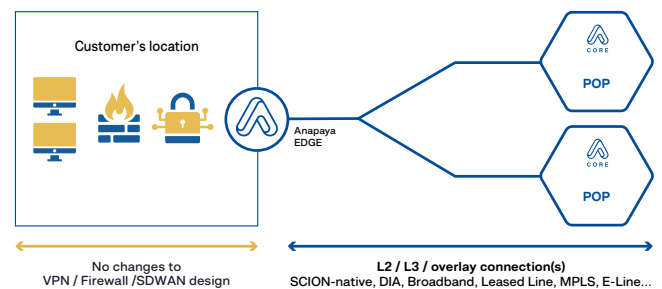 Customer's location
Anapaya
EDGE
CORE
POP
CORE
POP
No changes to
VPN / Firewall /SDWAN design
L2 / L3 / overlay connection(s)
SCION-native, DIA, Broadband, Leased Line, MPLS, E-Line...